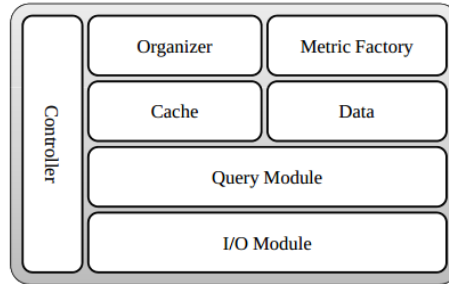 Controller
Organizer
Metric Factory
Cache
Data
Query Module
I/O Module